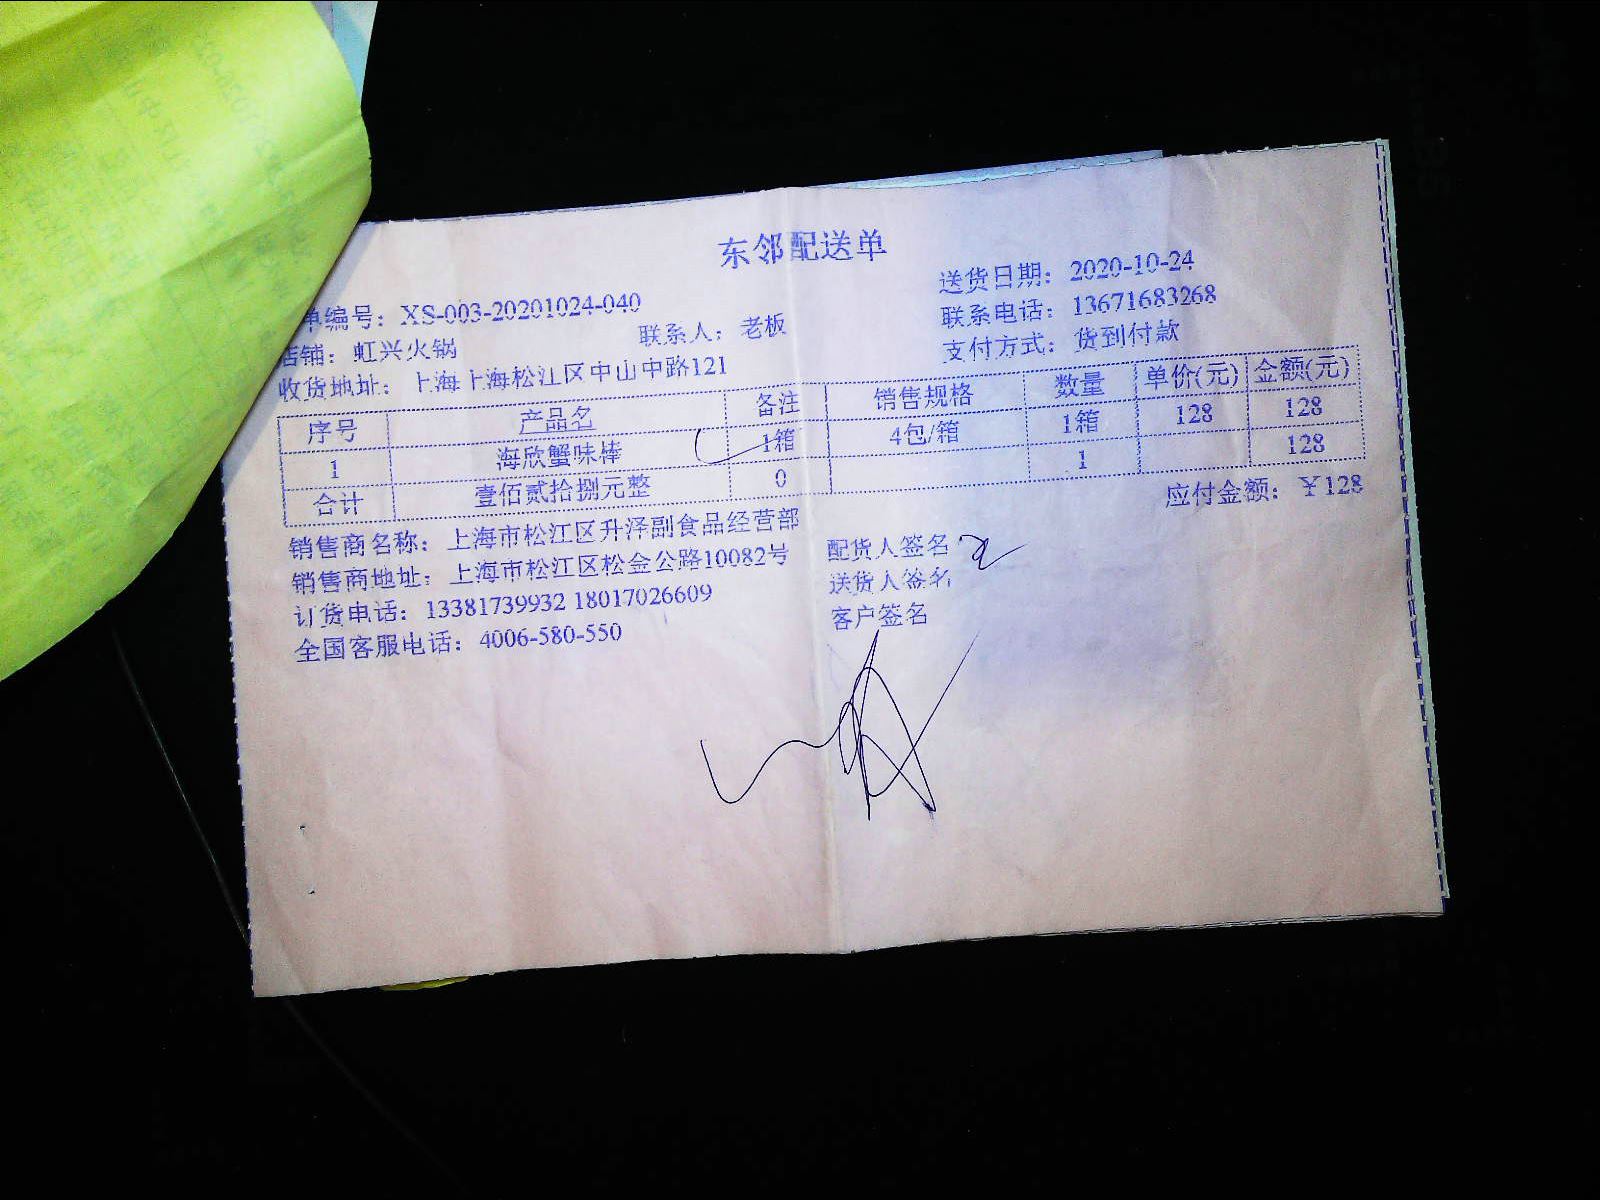 东邻配送单
单编号：XS-003-20201024-040 送货日期：2020-10-24
店铺：虹兴火锅 联系人：老板 联系电话：13671683268
收货地址：上海上海松江区中山中路121 支付方式：货到付款
序号 产品名 备注 销售规格 数量 单价(元) 金额(元)
1 海欣蟹味棒 1箱 4包/箱 1箱 128 128
合计 壹佰贰拾捌元整 0 1 128
应付金额：￥128
销售商名称：上海市松江区升泽副食品经营部 配货人签名
销售商地址：上海市松江区松金公路10082号 送货人签名
订货电话：13381739932 18017026609 客户签名
全国客服电话：4006-580-550